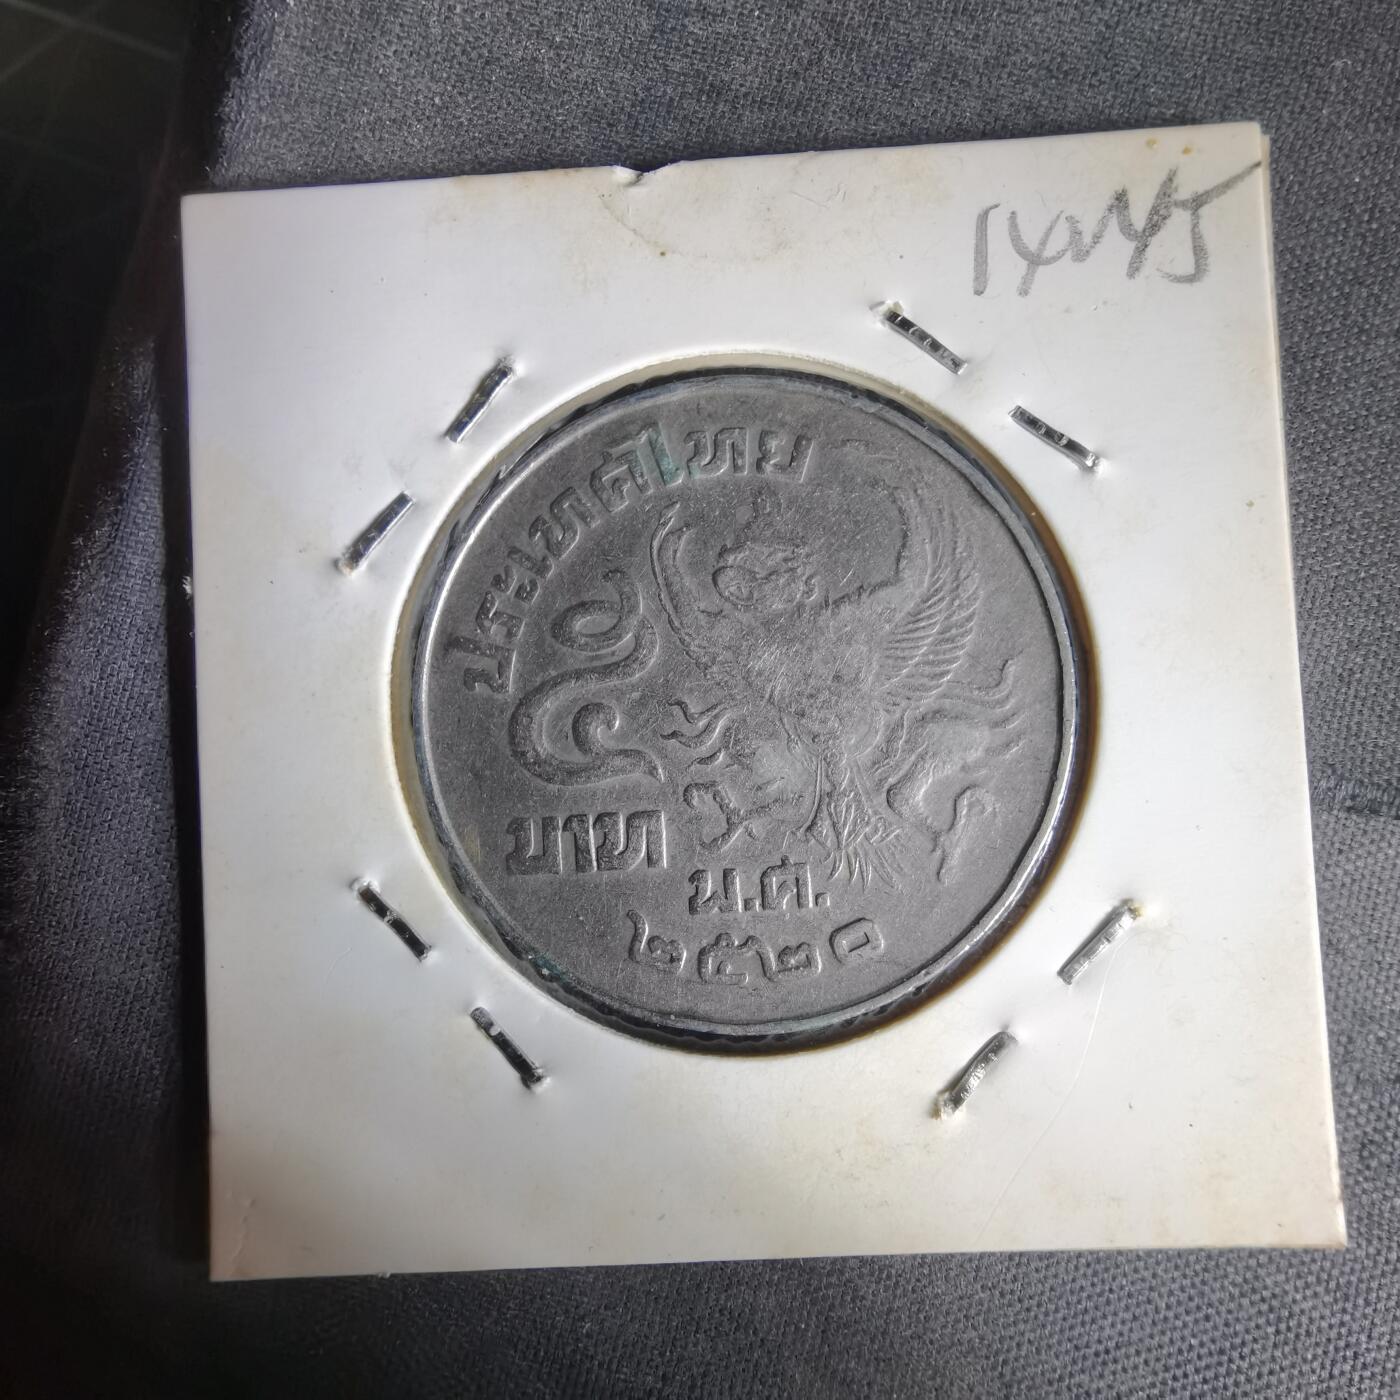 ประเทศไทย
๕
บาท
พ.ศ.
๒๕๒๐